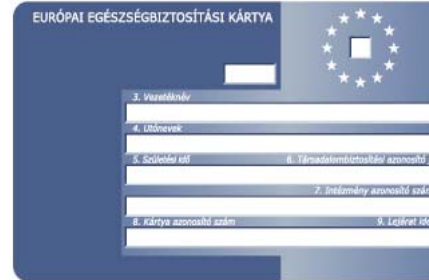 EURÓPAI EGÉSZSÉGBIZTOSÍTÁSI KÁRTYA
3. Vezetéknév
4. Utónevek
5. Születési idő 6. Társadalombiztosítási azonosító
7. Intézmény azonosító szám
8. Kártya azonosító szám 9. Lejárat ide